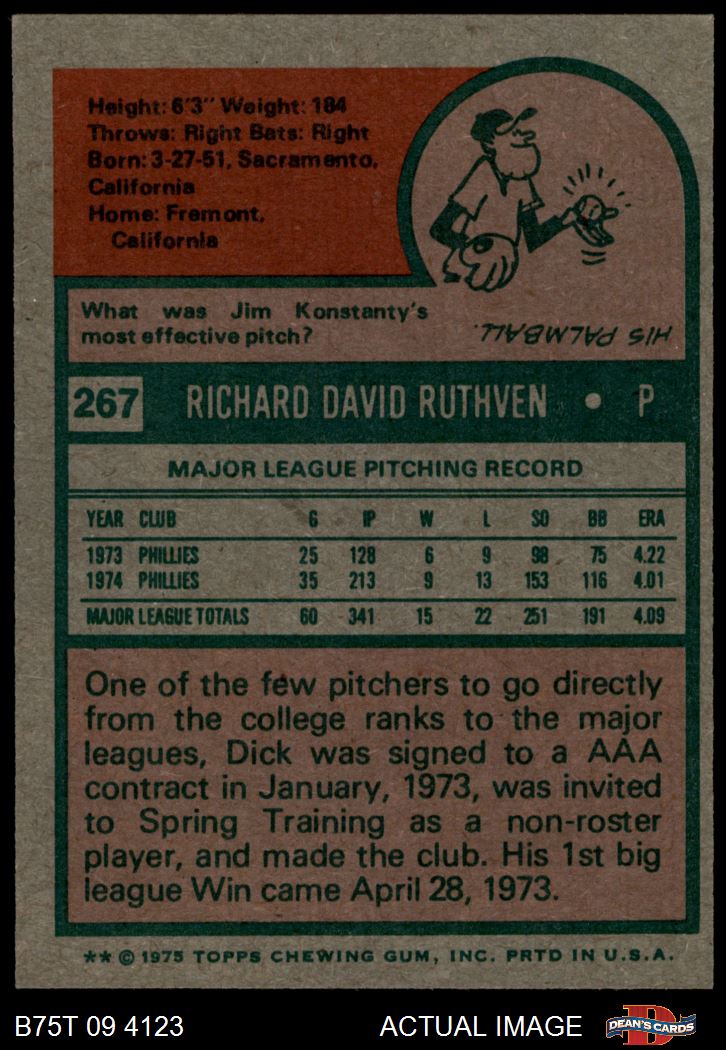 Height: 6'3" Weight: 184
Throws: Right Bats: Right
Born: 3-27-51, Sacramento,
California
Home: Fremont,
California
What was Jim Konstanty's
most effective pitch?
HIS PALMBALL.
267 RICHARD DAVID RUTHVEN • P
MAJOR LEAGUE PITCHING RECORD
YEAR CLUB G IP W L SO BB ERA
1973 PHILLIES 25 128 6 9 98 75 4.22
1974 PHILLIES 35 213 9 13 153 116 4.01
MAJOR LEAGUE TOTALS 60 341 15 22 251 191 4.09
One of the few pitchers to go directly
from the college ranks to the major
leagues, Dick was signed to a AAA
contract in January, 1973, was invited
to Spring Training as a non-roster
player, and made the club. His 1st big
league Win came April 28, 1973.
** © 1975 TOPPS CHEWING GUM, INC. PRTD IN U.S.A.
B75T 09 4123 ACTUAL IMAGE D DEAN'S CARDS